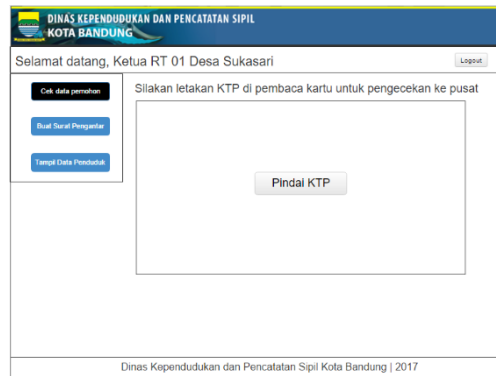 DINAS KEPENDUDUKAN DAN PENCATATAN SIPIL
KOTA BANDUNG
Selamat datang, Ketua RT 01 Desa Sukasari
Logout
Cek data pemohon
Silakan letakan KTP di pembaca kartu untuk pengecekan ke pusat
Buat Surat Pengantar
Tampil Data Penduduk
Pindai KTP
Dinas Kependudukan dan Pencatatan Sipil Kota Bandung | 2017